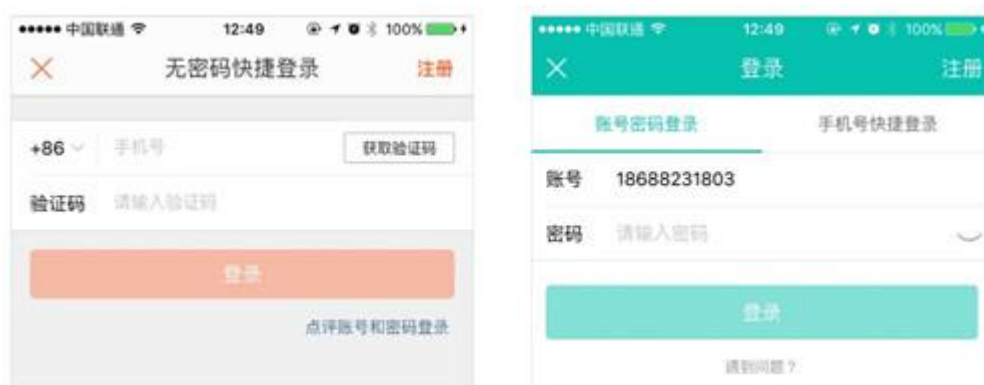 中国联通 12:49 100%
无密码快捷登录 注册
+86 手机号 获取验证码
验证码 请输入验证码
登录
点评账号和密码登录
中国联通 12:49 100%
登录 注册
账号密码登录 手机号快捷登录
账号 18688231803
密码 请输入密码
登录
遇到问题?